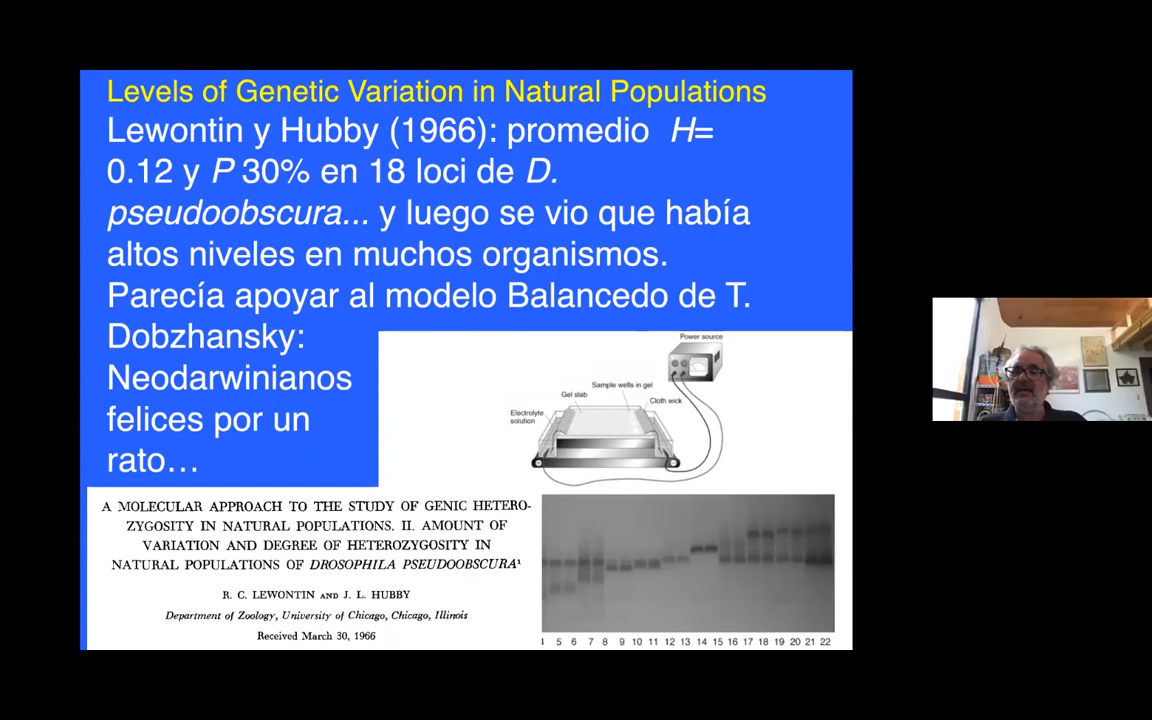 Levels of Genetic Variation in Natural Populations
Lewontin y Hubby (1966): promedio H=
0.12 y P 30% en 18 loci de D.
pseudoobscura... y luego se vio que había
altos niveles en muchos organismos.
Parecía apoyar al modelo Balancedo de T.
Dobzhansky:
Neodarwinianos
felices por un
rato…
Power source
Sample wells in gel
Gel slab
Cloth wick
Electrolyte
solution
A MOLECULAR APPROACH TO THE STUDY OF GENIC HETERO-
ZYGOSITY IN NATURAL POPULATIONS. II. AMOUNT OF
VARIATION AND DEGREE OF HETEROZYGOSITY IN
NATURAL POPULATIONS OF DROSOPHILA PSEUDOOBSCURA¹
R. C. LEWONTIN AND J. L. HUBBY
Department of Zoology, University of Chicago, Chicago, Illinois
Received March 30, 1966
4 5 6 7 8 9 10 11 12 13 14 15 16 17 18 19 20 21 22